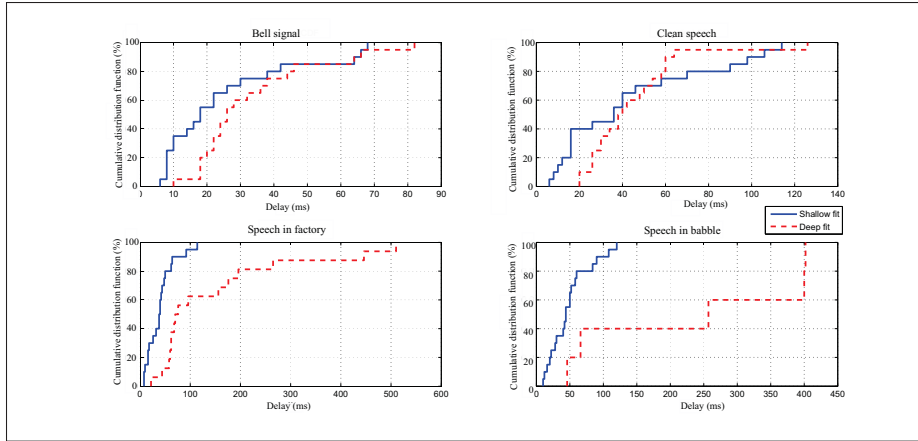 Bell signal
Cumulative distribution function (%)
100
80
60
40
20
0
10 20 30 40 50 60 70 80 90
Delay (ms)
Clean speech
Cumulative distribution function (%)
100
80
60
40
20
0
0 20 40 60 80 100 120 140
Delay (ms)
Shallow fit
Deep fit
Speech in factory
Cumulative distribution function (%)
100
80
60
40
20
0
0 100 200 300 400 500 600
Delay (ms)
Speech in babble
Cumulative distribution function (%)
100
80
60
40
20
0
0 50 100 150 200 250 300 350 400 450
Delay (ms)